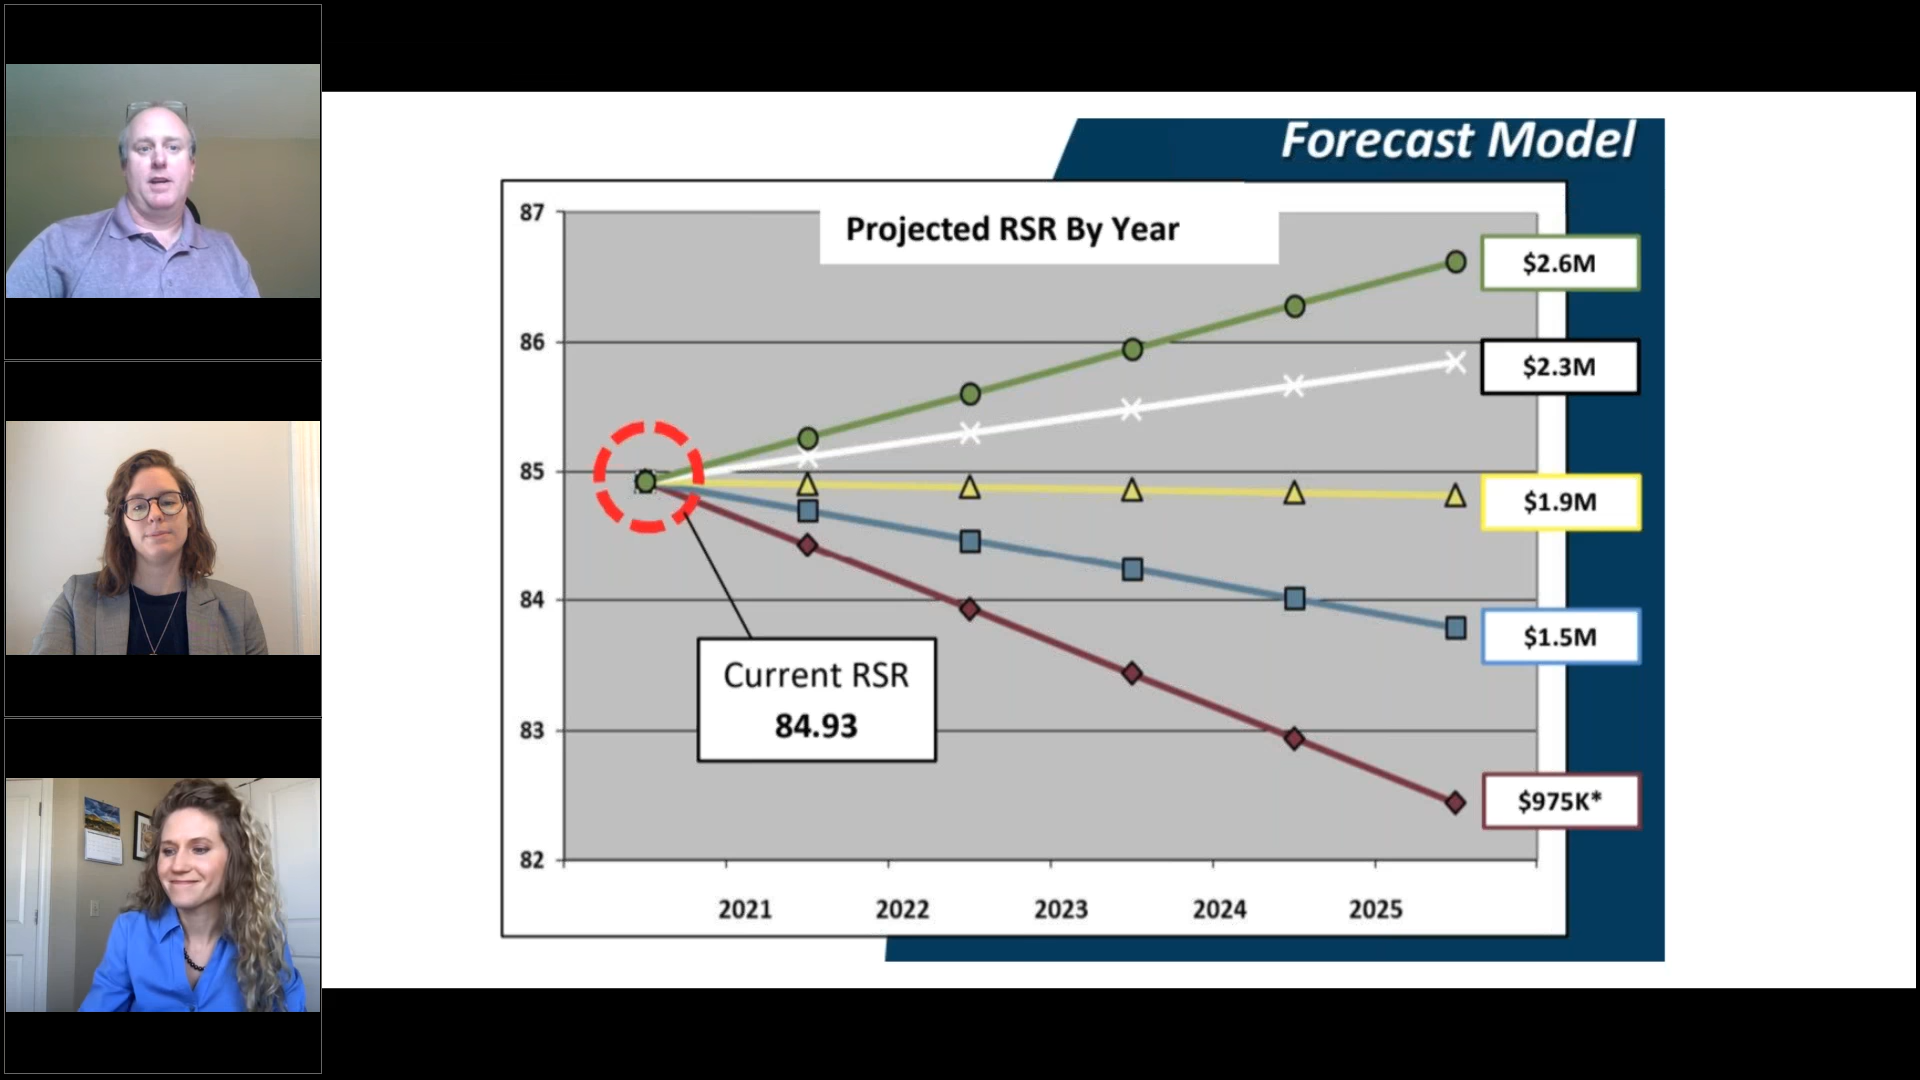 Forecast Model
Projected RSR By Year
87
86
85
84
83
82
$2.6M
$2.3M
$1.9M
$1.5M
$975K*
Current RSR
84.93
2021 2022 2023 2024 2025